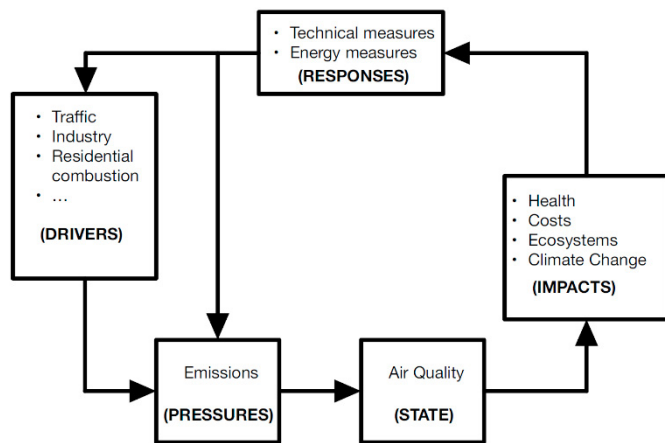 • Technical measures
• Energy measures
(RESPONSES)
• Traffic
• Industry
• Residential
combustion
• ...
(DRIVERS)
• Health
• Costs
• Ecosystems
• Climate Change
(IMPACTS)
Emissions
(PRESSURES)
Air Quality
(STATE)